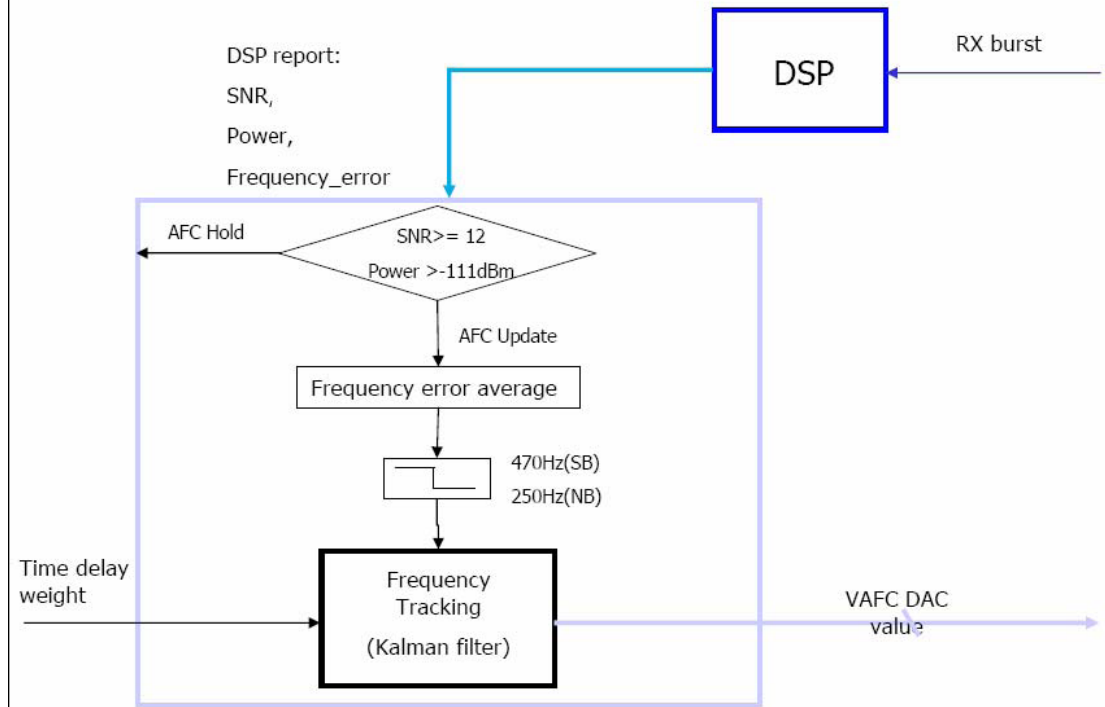 DSP report:
SNR,
Power,
Frequency_error
DSP
RX burst
AFC Hold
SNR>= 12
Power >-111dBm
AFC Update
Frequency error average
470Hz(SB)
250Hz(NB)
Time delay
weight
Frequency
Tracking
(Kalman filter)
VAFC DAC
value